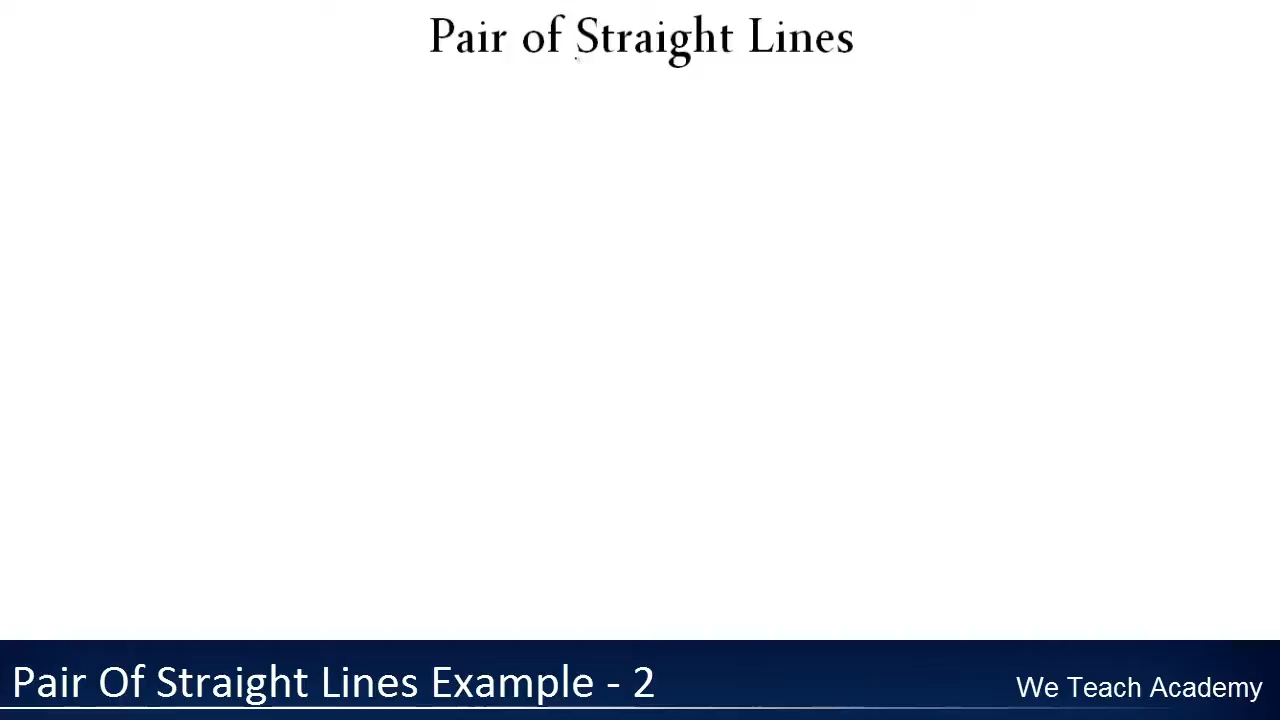 Pair of Straight Lines
Pair Of Straight Lines Example - 2
We Teach Academy